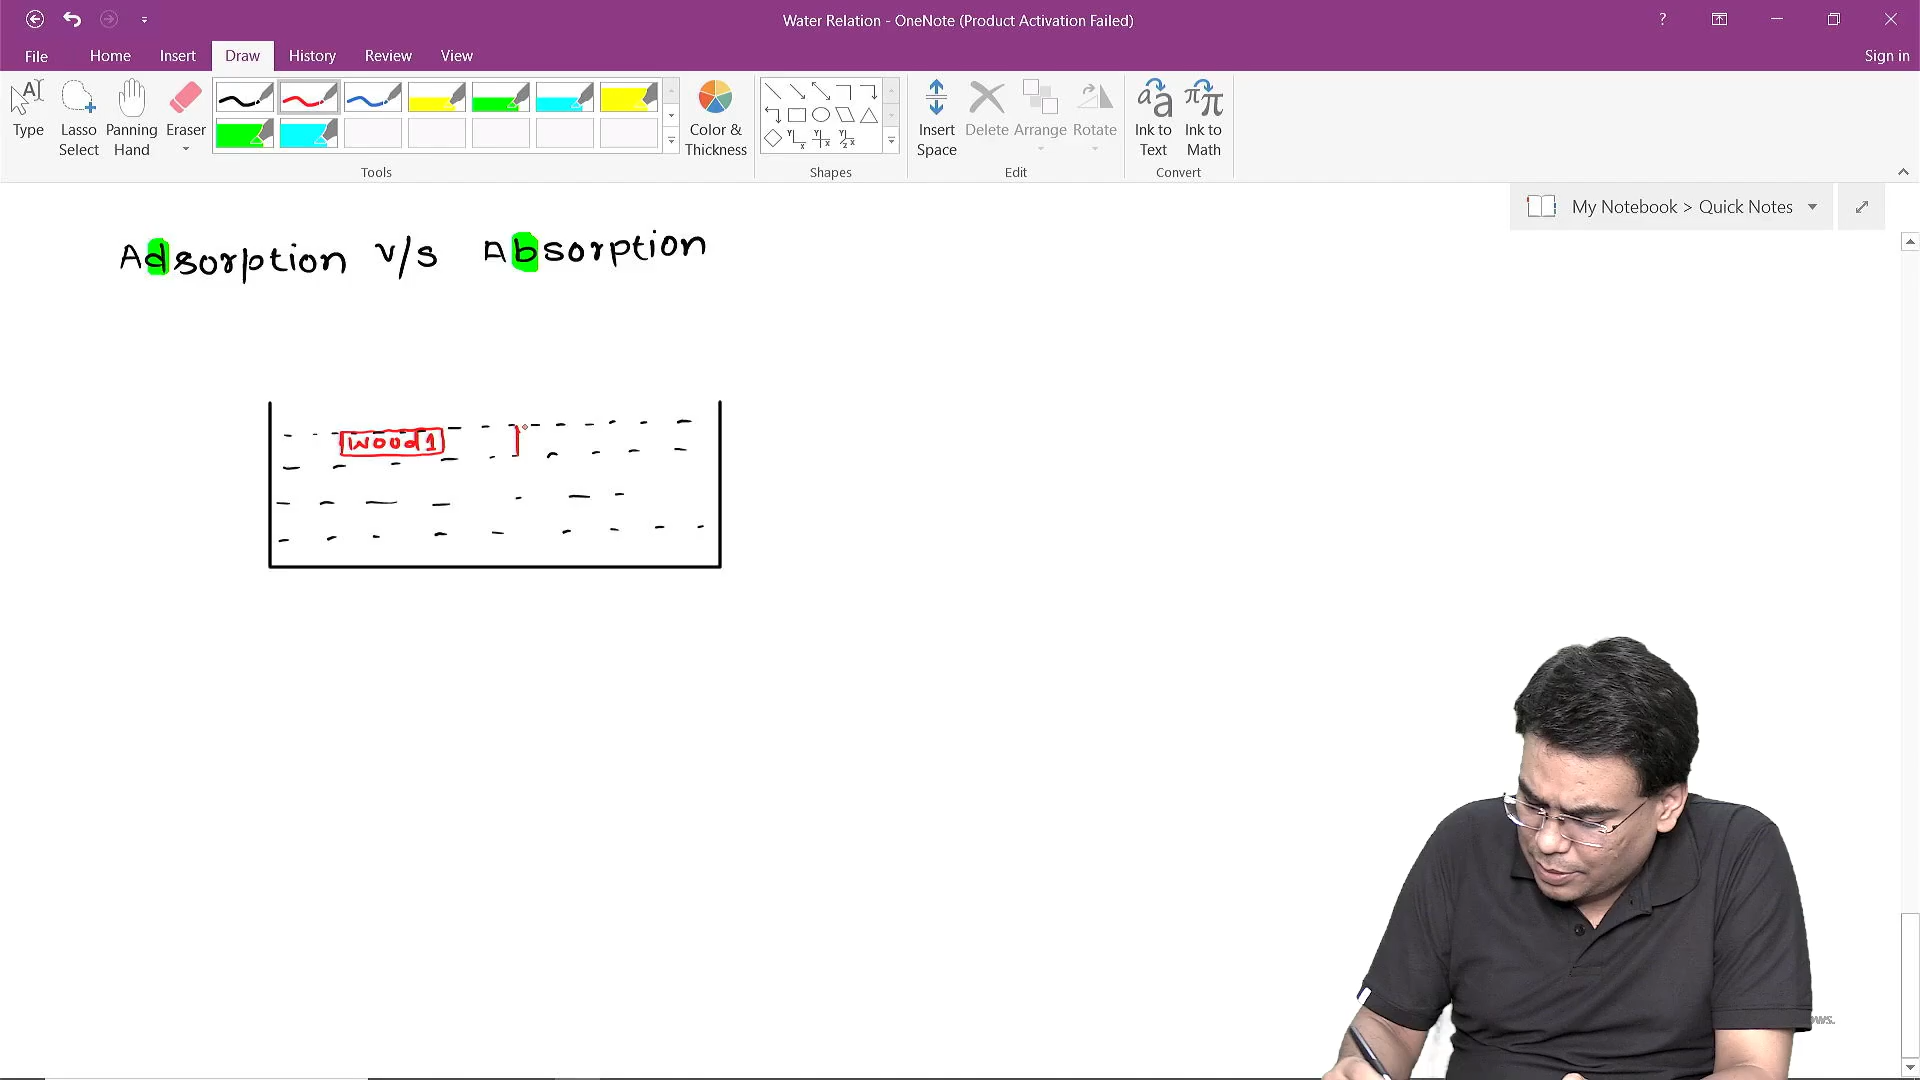 Water Relation - OneNote (Product Activation Failed)
?
File Home Insert Draw History Review View Sign in
Type Lasso Select Panning Hand Eraser Color & Thickness Insert Space Delete Arrange Rotate Ink to Text Ink to Math
Tools Shapes Edit Convert
My Notebook > Quick Notes
Adsorption v/s Absorption
Wood 1
ows.